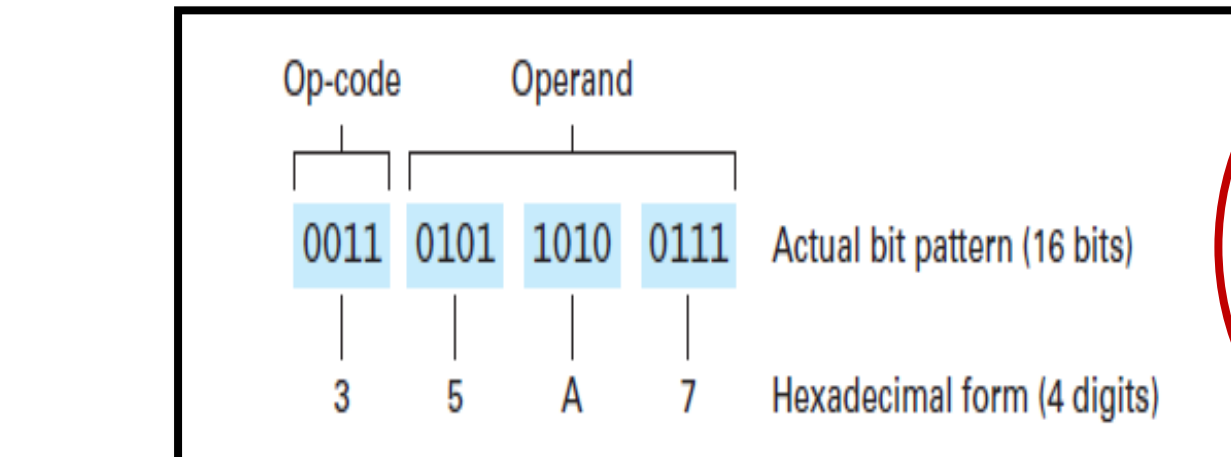 Op-code Operand
0011 0101 1010 0111 Actual bit pattern (16 bits)
3 5 A 7 Hexadecimal form (4 digits)